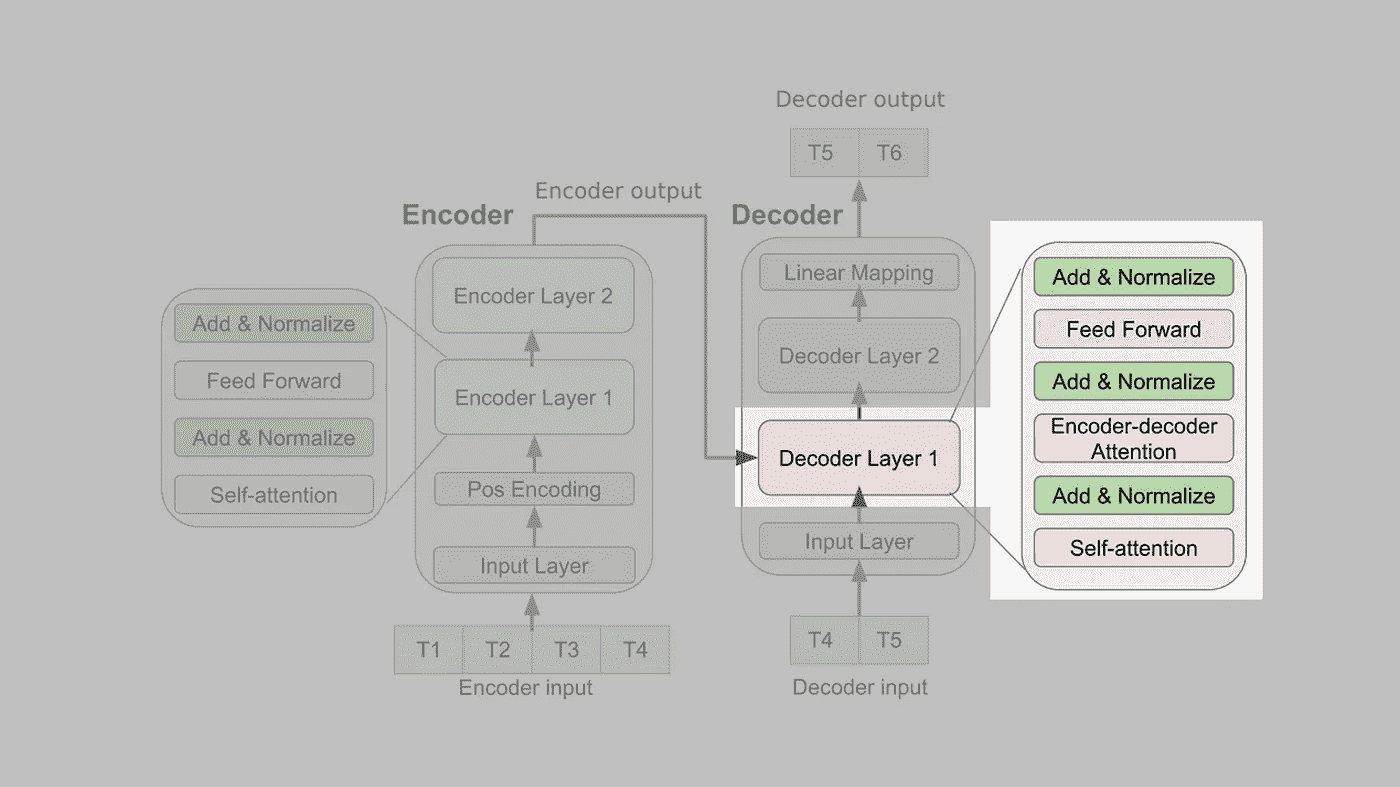 Decoder output
T5 T6
Encoder output
Encoder
Decoder
Add & Normalize
Feed Forward
Add & Normalize
Self-attention
Encoder Layer 2
Encoder Layer 1
Pos Encoding
Input Layer
T1 T2 T3 T4
Encoder input
Linear Mapping
Decoder Layer 2
Decoder Layer 1
Input Layer
T4 T5
Decoder input
Add & Normalize
Feed Forward
Add & Normalize
Encoder-decoder
Attention
Add & Normalize
Self-attention